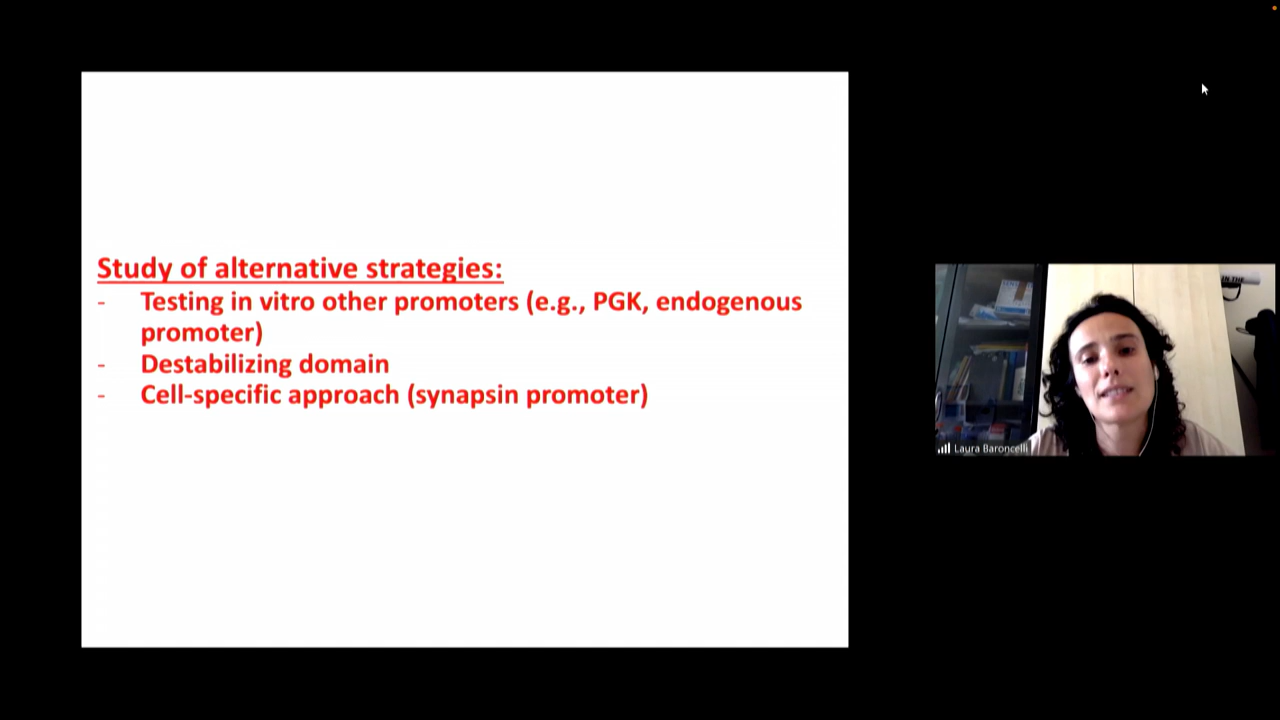 Study of alternative strategies:
- Testing in vitro other promoters (e.g., PGK, endogenous
promoter)
- Destabilizing domain
- Cell-specific approach (synapsin promoter)
Laura Baroncelli